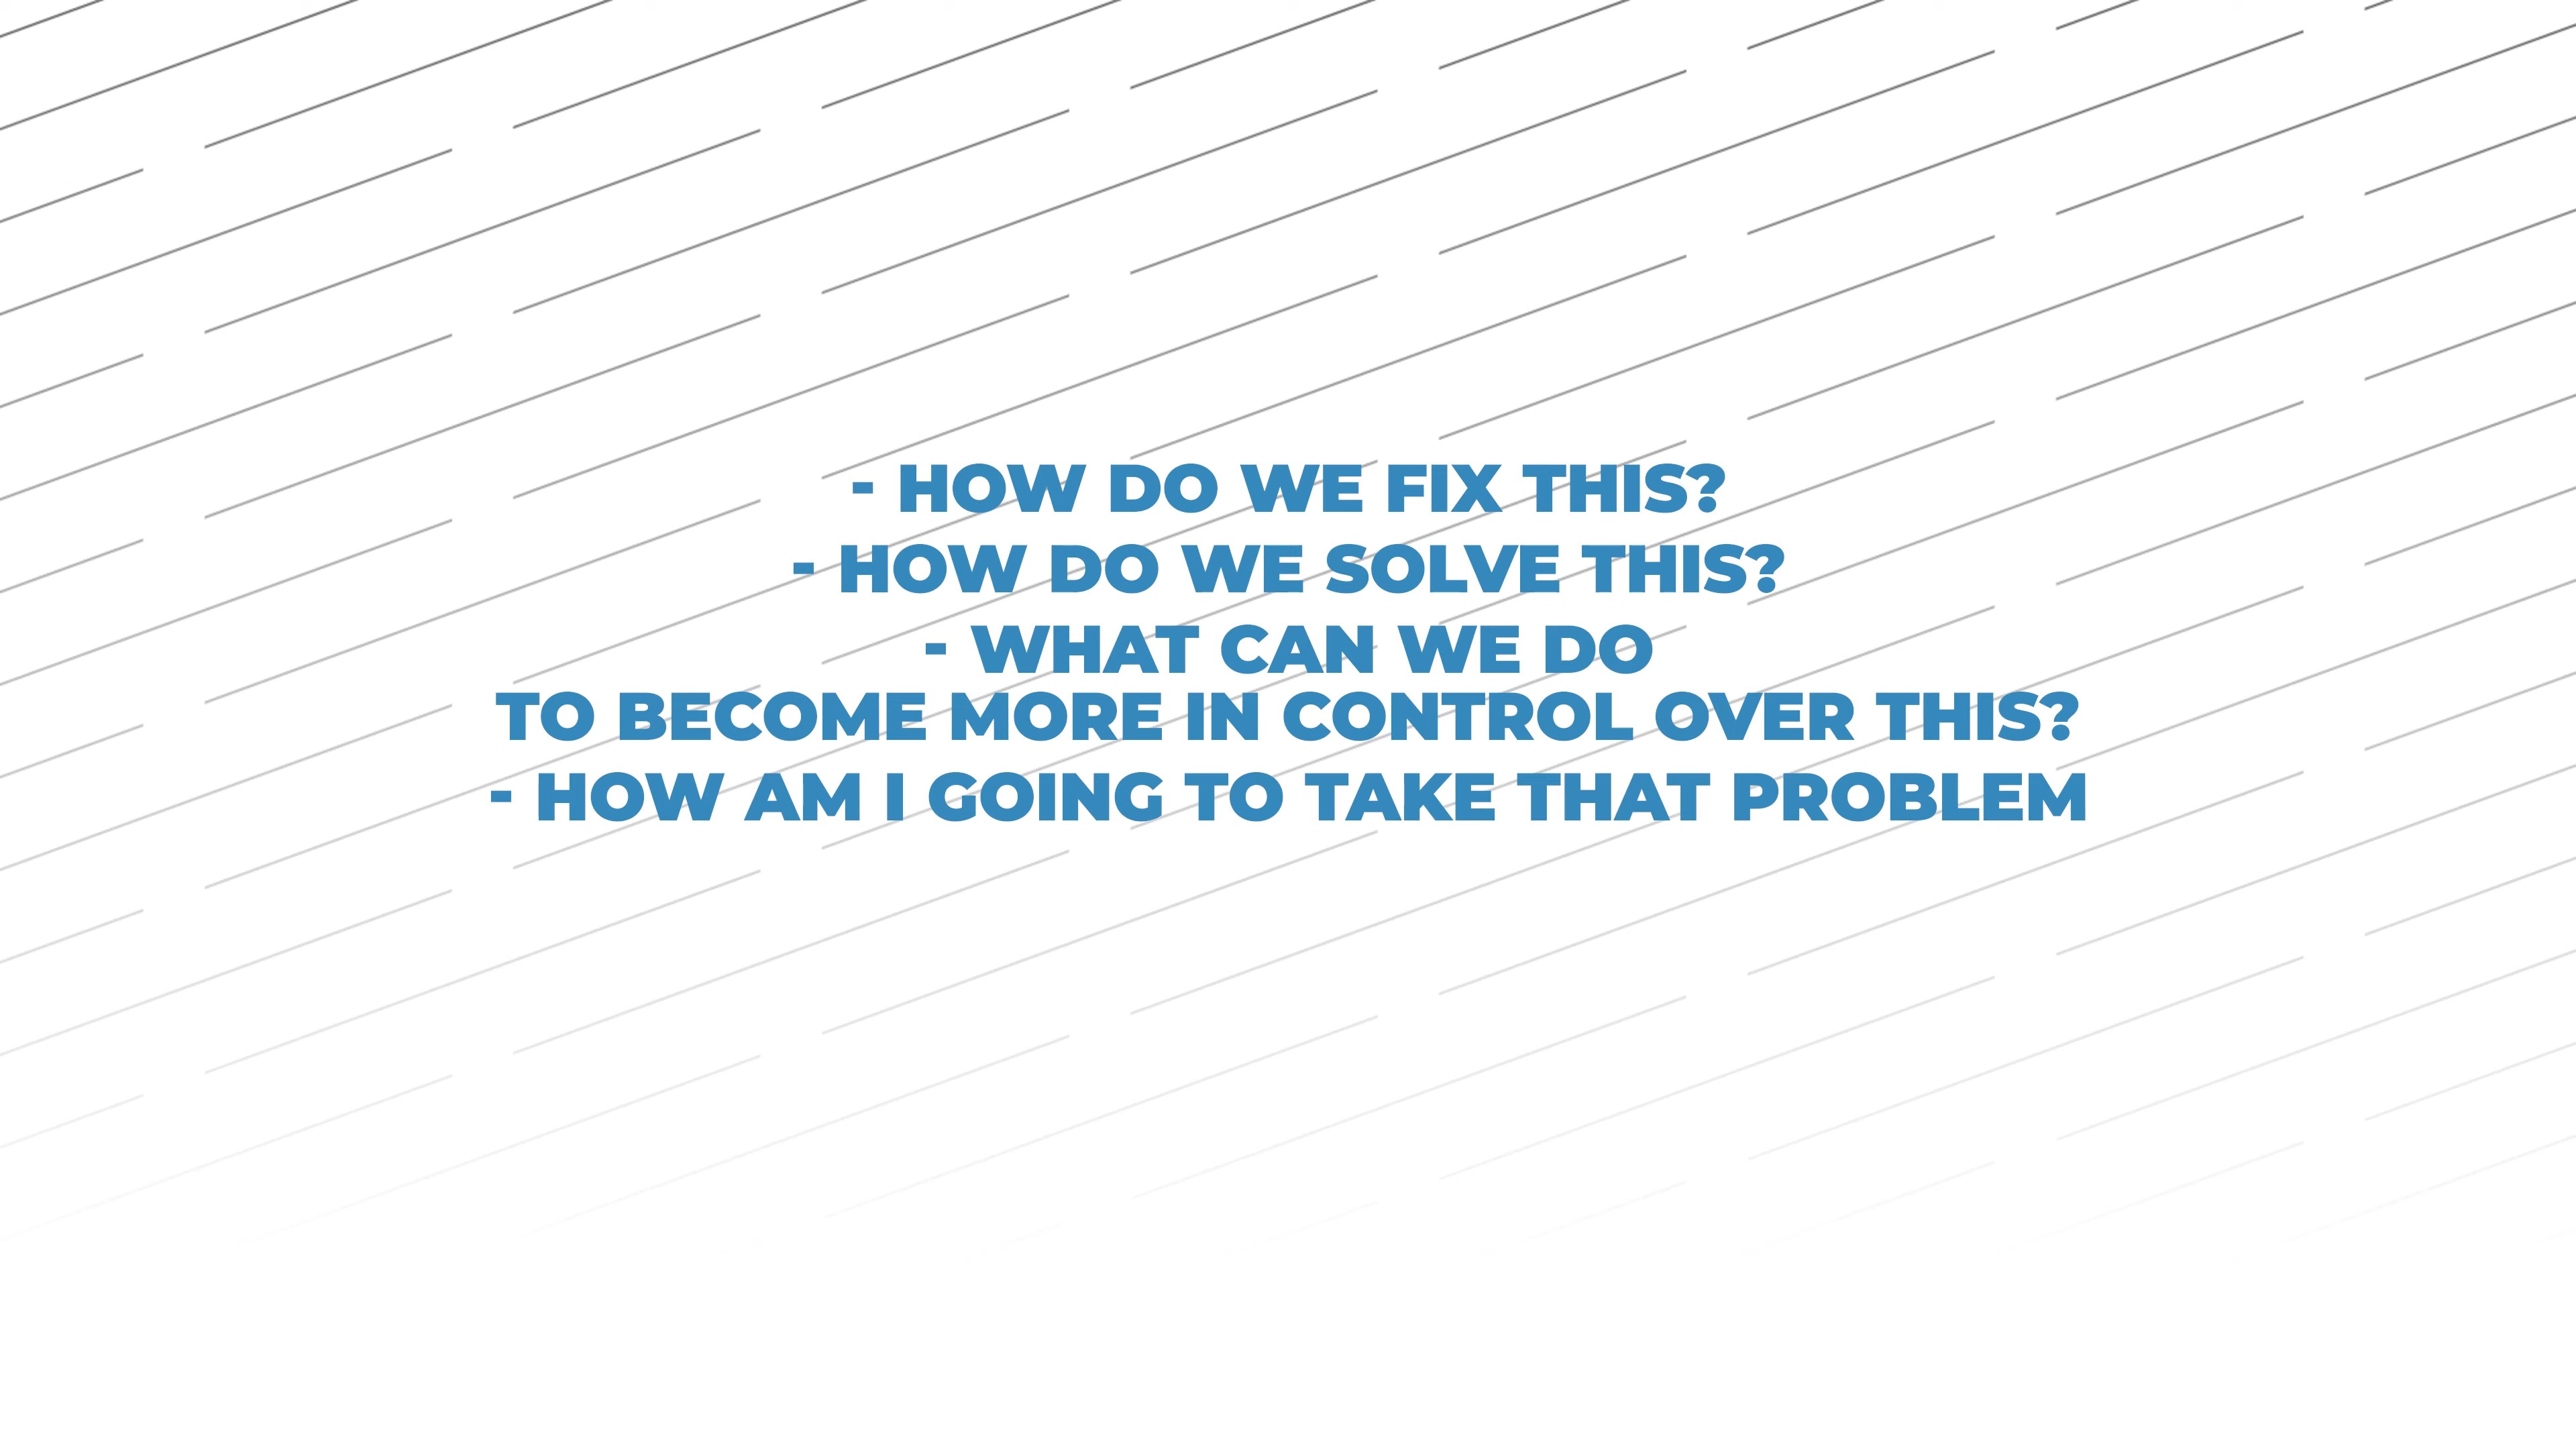 - HOW DO WE FIX THIS?
- HOW DO WE SOLVE THIS?
- WHAT CAN WE DO
TO BECOME MORE IN CONTROL OVER THIS?
- HOW AM I GOING TO TAKE THAT PROBLEM